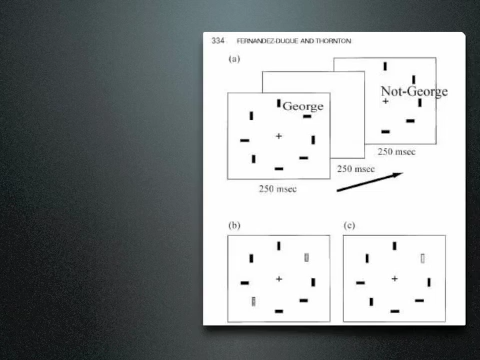 334 FERNANDEZ-DUQUE AND THORNTON
(a)
George
Not-George
250 msec
250 msec
250 msec
(b)
(c)